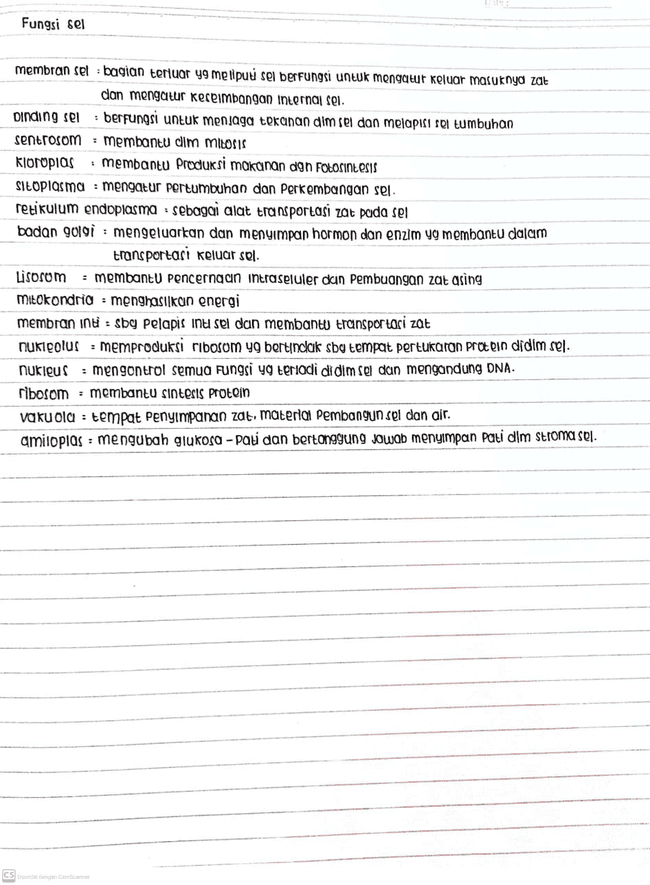 Fungsi sel
membran sel : bagian terluar yg meliputi sel berfungsi untuk mengatur keluar masuknya zat
dan mengatur keseimbangan internal sel.
Dinding sel : berfungsi untuk menjaga tekanan dlm sel dan melapisi sel tumbuhan
sentrosom = membantu dlm mitosis
kloroplas : membantu produksi makanan dgn fotosintesis
sitoplasma = mengatur pertumbuhan dan perkembangan sel.
retikulum endoplasma : sebagai alat transportasi zat pada sel
badan golgi : mengeluarkan dan menyimpan hormon dan enzim yg membantu dalam
transportasi keluar sel.
Lisosom = membantu pencernaan intraseluler dan pembuangan zat asing
mitokondria = menghasilkan energi
membran inti = sbg pelapis inti sel dan membantu transportasi zat
nukleolus = memproduksi ribosom yg bertindak sbg tempat pertukaran protein didlm sel.
nukleus = mengontrol semua fungsi yg terjadi didlm sel dan mengandung DNA.
ribosom = membantu sintesis protein
vakuola = tempat penyimpanan zat, material pembangun sel dan air.
amiloplas = mengubah glukosa - pati dan bertanggung jawab menyimpan pati dlm stroma sel.
CS Dipindai dengan CamScanner